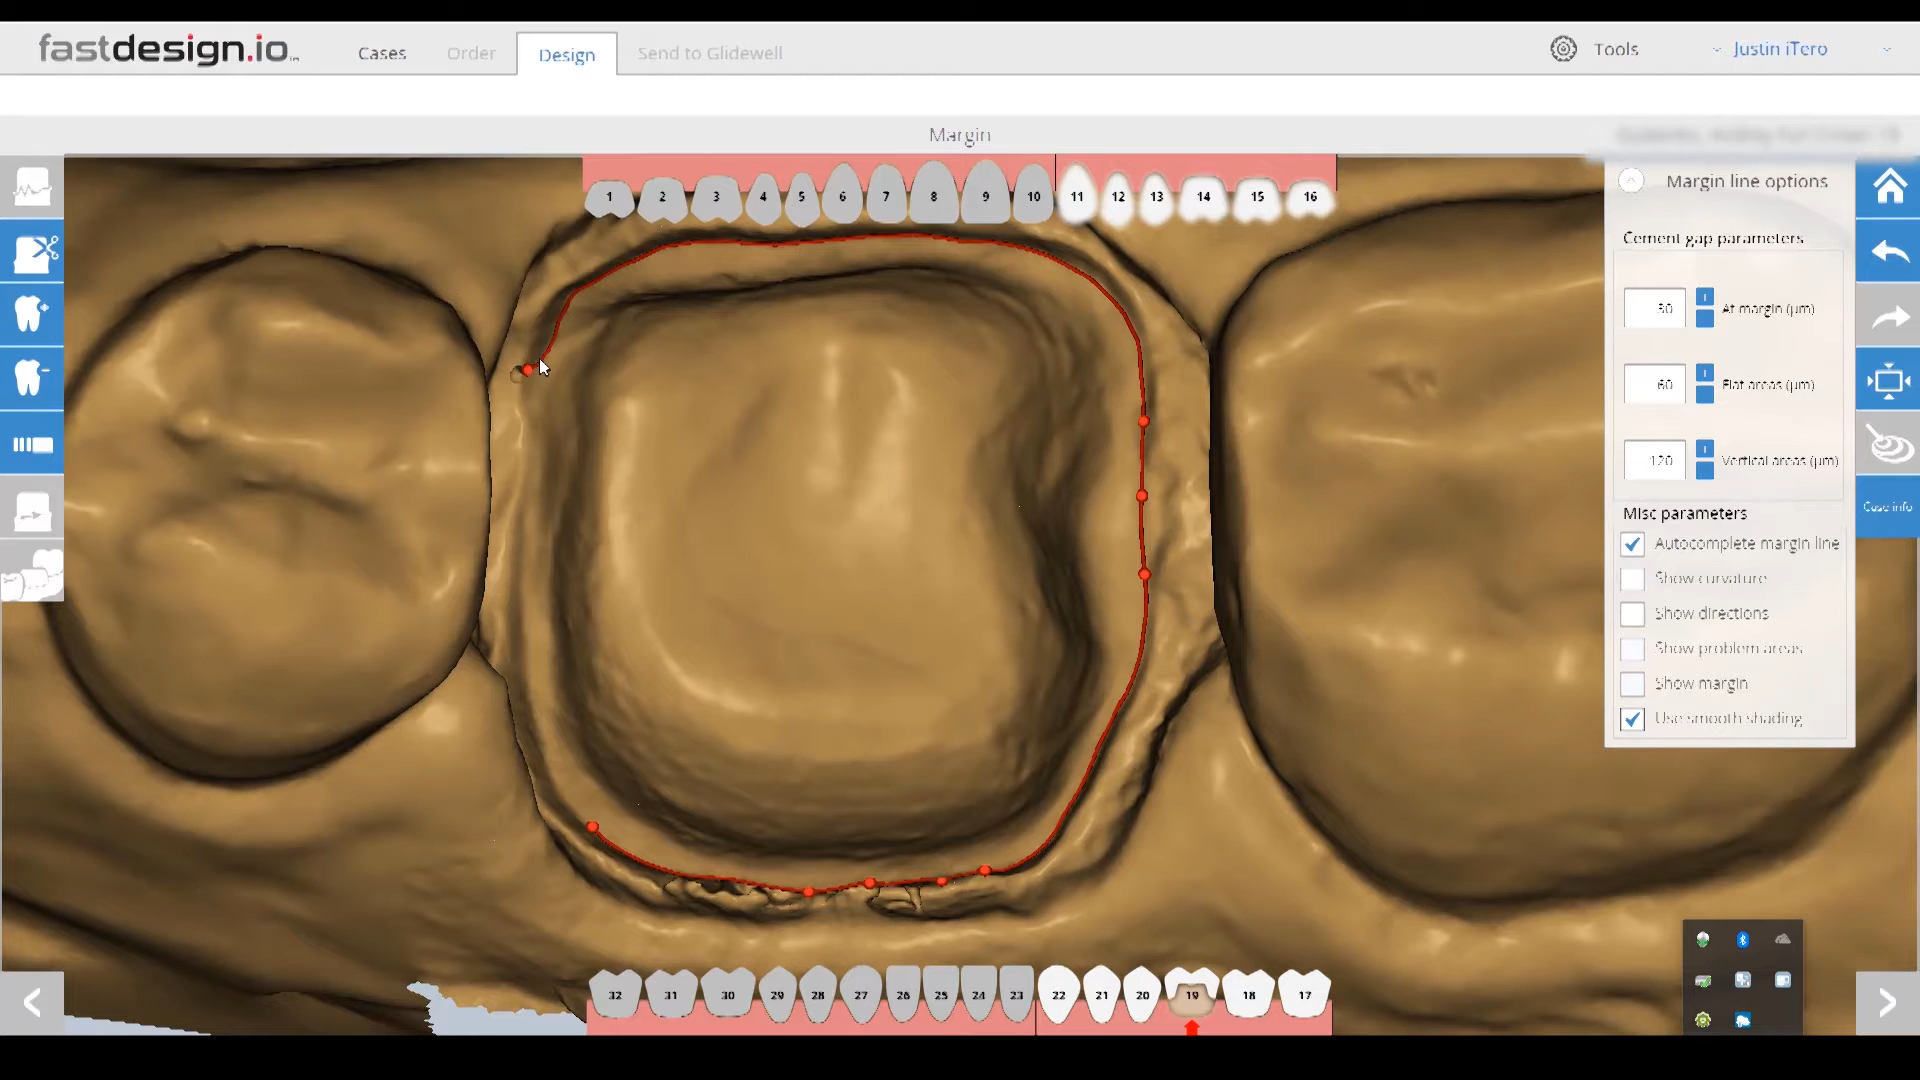 fastdesign.io
Cases
Order
Design
Send to Glidewell
Tools
Justin iTero
Margin
1 2 3 4 5 6 7 8 9 10 11 12 13 14 15 16
Margin line options
Cement gap parameters
30 At margin (µm)
60 Flat areas (µm)
120 Vertical areas (µm)
Misc parameters
Autocomplete margin line
Show curvature
Show directions
Show problem areas
Show margin
Use smooth shading
Case info
32 31 30 29 28 27 26 25 24 23 22 21 20 19 18 17